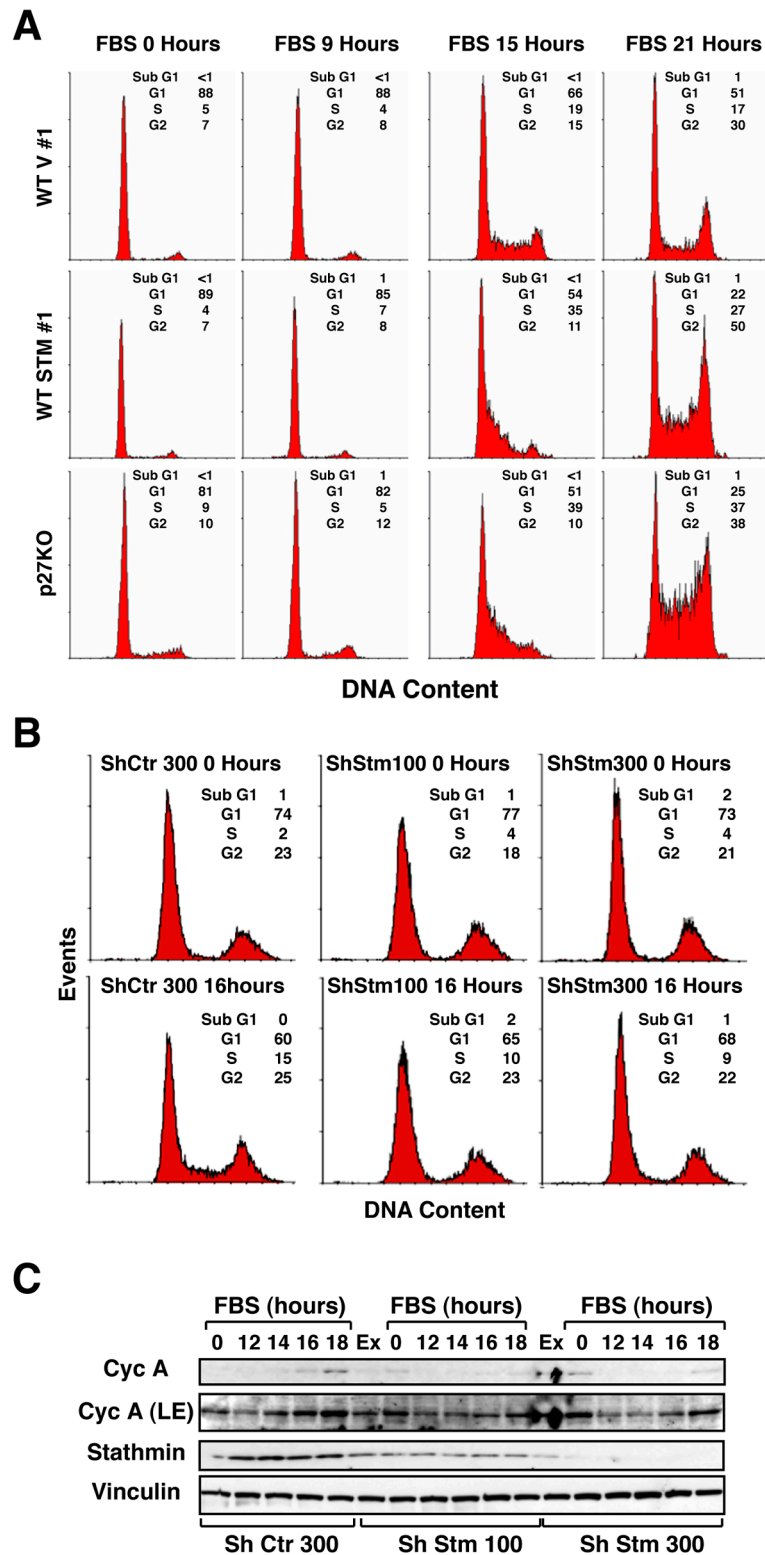 A
FBS 0 Hours FBS 9 Hours FBS 15 Hours FBS 21 Hours
WT V #1
Sub G1 <1
G1 88
S 5
G2 7
Sub G1 <1
G1 88
S 4
G2 8
Sub G1 <1
G1 66
S 19
G2 15
Sub G1 1
G1 51
S 17
G2 30
WT STM #1
Sub G1 <1
G1 89
S 4
G2 7
Sub G1 1
G1 85
S 7
G2 8
Sub G1 <1
G1 54
S 35
G2 11
Sub G1 1
G1 22
S 27
G2 50
p27KO
Sub G1 <1
G1 81
S 9
G2 10
Sub G1 1
G1 82
S 5
G2 12
Sub G1 <1
G1 51
S 39
G2 10
Sub G1 1
G1 25
S 37
G2 38
DNA Content
B
Events
ShCtr 300 0 Hours
Sub G1 1
G1 74
S 2
G2 23
ShStm100 0 Hours
Sub G1 1
G1 77
S 4
G2 18
ShStm300 0 Hours
Sub G1 2
G1 73
S 4
G2 21
ShCtr 300 16hours
Sub G1 0
G1 60
S 15
G2 25
ShStm100 16 Hours
Sub G1 2
G1 65
S 10
G2 23
ShStm300 16 Hours
Sub G1 1
G1 68
S 9
G2 22
DNA Content
C
FBS (hours) FBS (hours) FBS (hours)
0 12 14 16 18 Ex 0 12 14 16 18 Ex 0 12 14 16 18
Cyc A
Cyc A (LE)
Stathmin
Vinculin
Sh Ctr 300 Sh Stm 100 Sh Stm 300